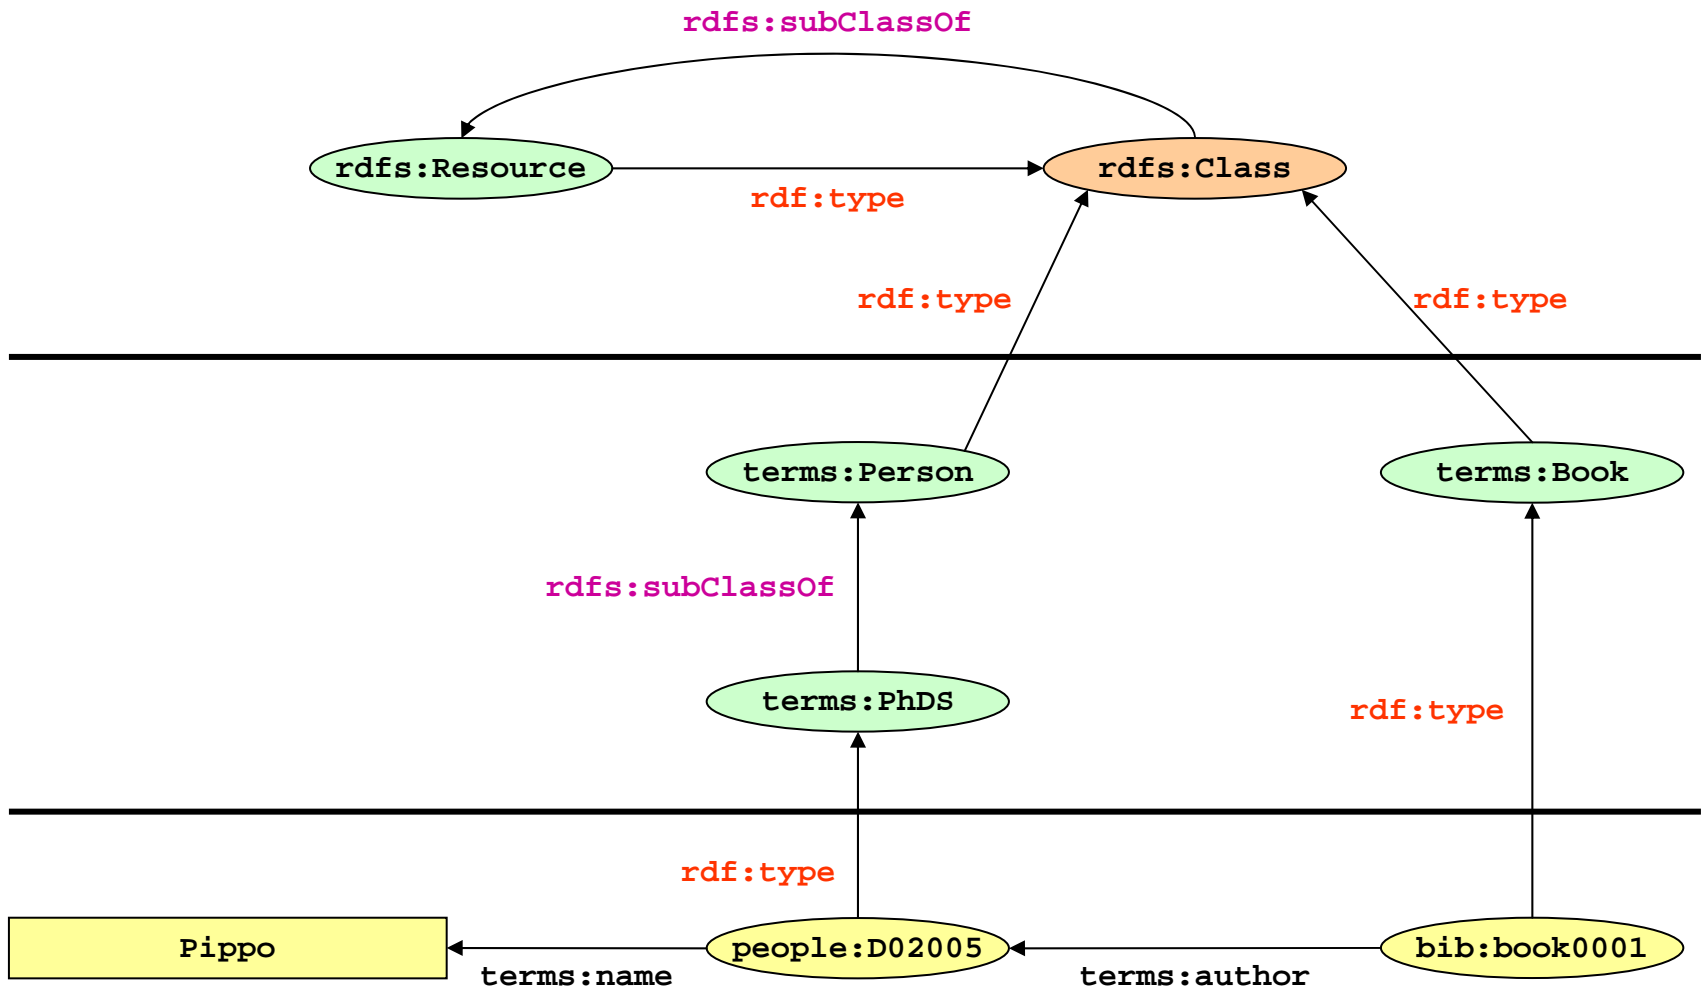 rdfs:subClassOf
rdfs:Resource
rdfs:Class
rdf:type
rdf:type
rdf:type
terms:Person
terms:Book
rdfs:subClassOf
terms:PhDS
rdf:type
rdf:type
Pippo
people:D02005
bib:book0001
terms:name
terms:author